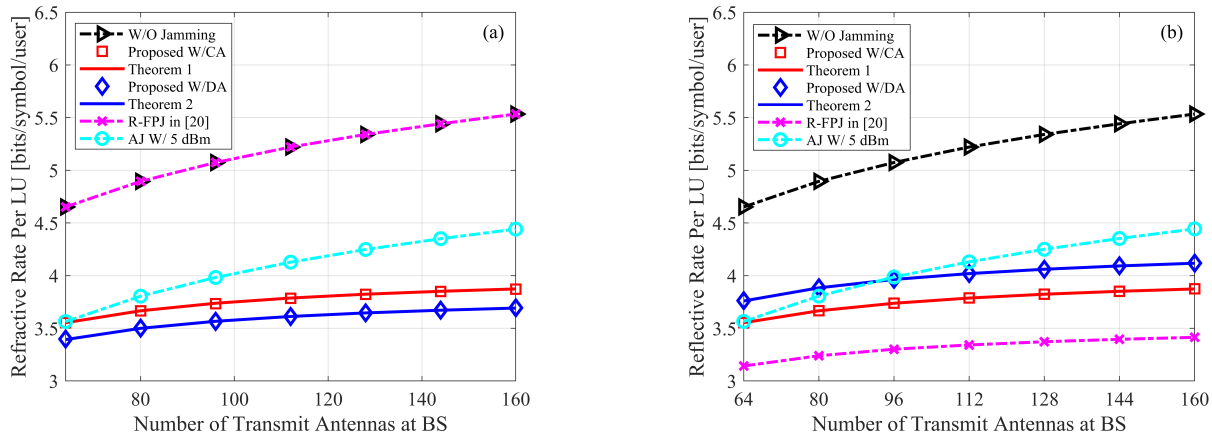 Refractive Rate Per LU [bits/symbol/user]
6.5
6
5.5
5
4.5
4
3.5
3
W/O Jamming
Proposed W/CA
Theorem 1
Proposed W/DA
Theorem 2
R-FPJ in [20]
AJ W/ 5 dBm
(a)
80 100 120 140 160
Number of Transmit Antennas at BS
Reflective Rate Per LU [bits/symbol/user]
6.5
6
5.5
5
4.5
4
3.5
3
W/O Jamming
Proposed W/CA
Theorem 1
Proposed W/DA
Theorem 2
R-FPJ in [20]
AJ W/ 5 dBm
(b)
64 80 96 112 128 144 160
Number of Transmit Antennas at BS